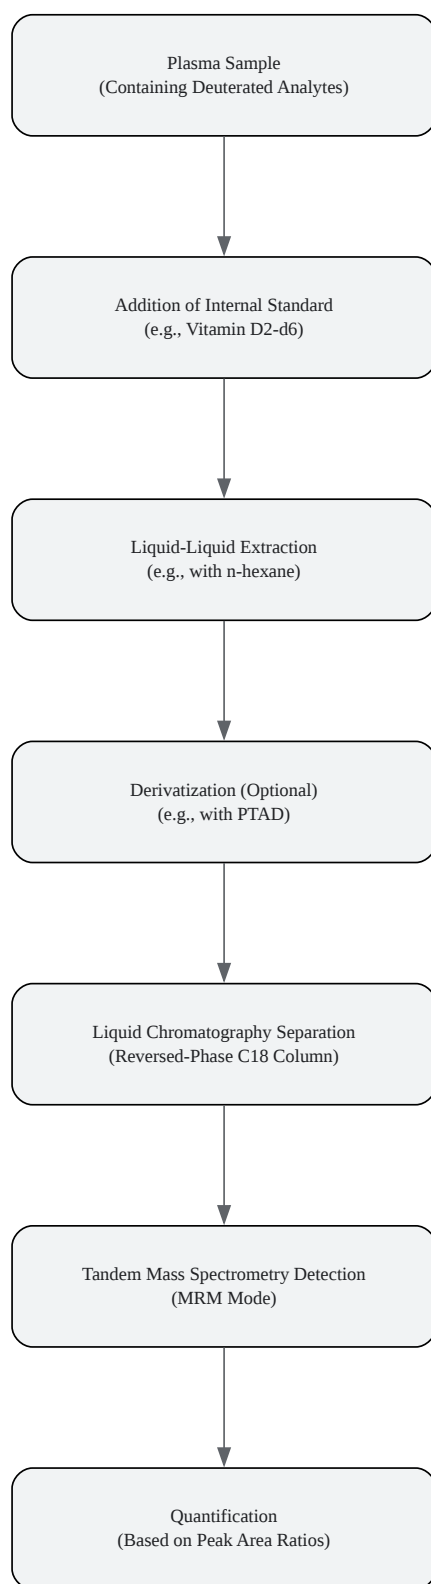 Plasma Sample
(Containing Deuterated Analytes)
Addition of Internal Standard
(e.g., Vitamin D2-d6)
Liquid-Liquid Extraction
(e.g., with n-hexane)
Derivatization (Optional)
(e.g., with PTAD)
Liquid Chromatography Separation
(Reversed-Phase C18 Column)
Tandem Mass Spectrometry Detection
(MRM Mode)
Quantification
(Based on Peak Area Ratios)